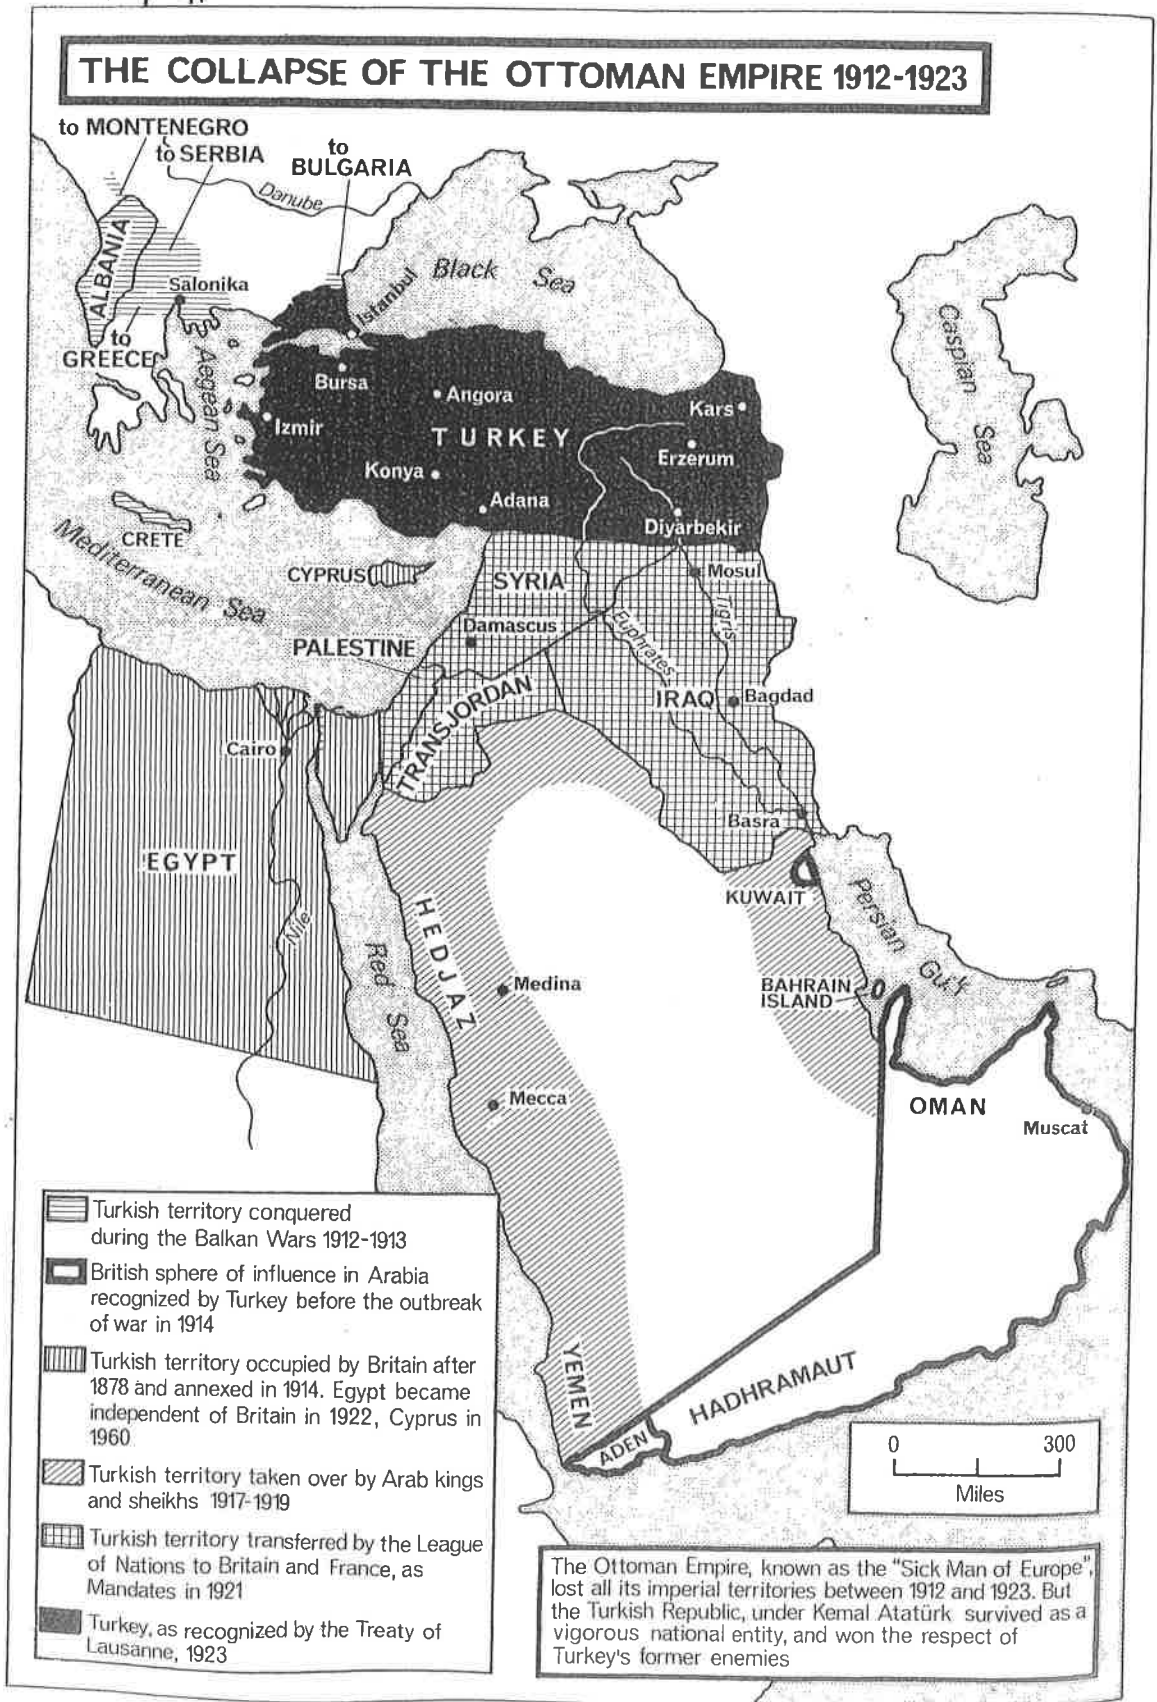 THE COLLAPSE OF THE OTTOMAN EMPIRE 1912-1923
to MONTENEGRO
to SERBIA
to
BULGARIA
Danube
ALBANIA
Salonika
to
GREECE
Aegean Sea
Istanbul
Black Sea
Caspian Sea
Bursa
Angora
Kars
Izmir
TURKEY
Erzerum
Konya
Adana
Diyarbekir
CRETE
Mediterranean Sea
CYPRUS
SYRIA
Mosul
Tigris
Damascus
Euphrates
PALESTINE
TRANSJORDAN
IRAQ
Bagdad
Cairo
Basra
EGYPT
Nile
KUWAIT
Persian Gulf
HEDJAZ
Red Sea
Medina
BAHRAIN
ISLAND
Mecca
OMAN
Muscat
YEMEN
HADHRAMAUT
ADEN
Turkish territory conquered
during the Balkan Wars 1912-1913
British sphere of influence in Arabia
recognized by Turkey before the outbreak
of war in 1914
Turkish territory occupied by Britain after
1878 and annexed in 1914. Egypt became
independent of Britain in 1922, Cyprus in
1960
Turkish territory taken over by Arab kings
and sheikhs 1917-1919
Turkish territory transferred by the League
of Nations to Britain and France, as
Mandates in 1921
Turkey, as recognized by the Treaty of
Lausanne, 1923
0 300
Miles
The Ottoman Empire, known as the "Sick Man of Europe",
lost all its imperial territories between 1912 and 1923. But
the Turkish Republic, under Kemal Atatürk survived as a
vigorous national entity, and won the respect of
Turkey's former enemies